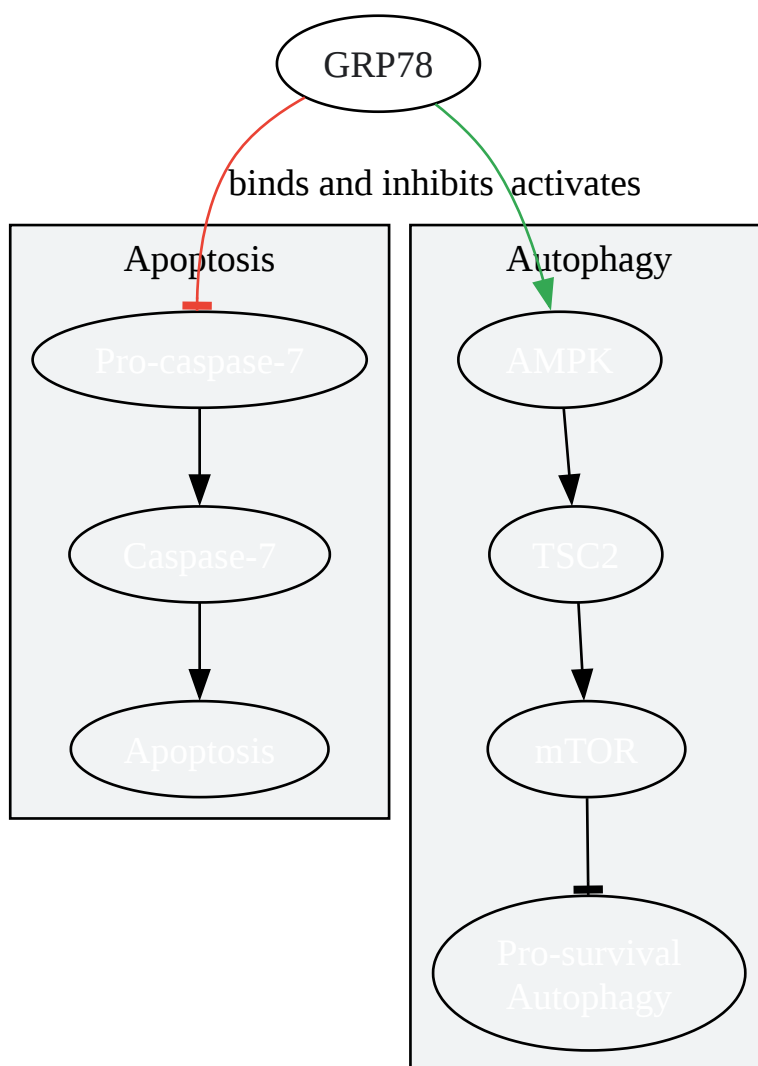 GRP78
binds and inhibits
activates
Apoptosis
Autophagy
Pro-caspase-7
AMPK
Caspase-7
TSC2
Apoptosis
mTOR
Pro-survival
Autophagy